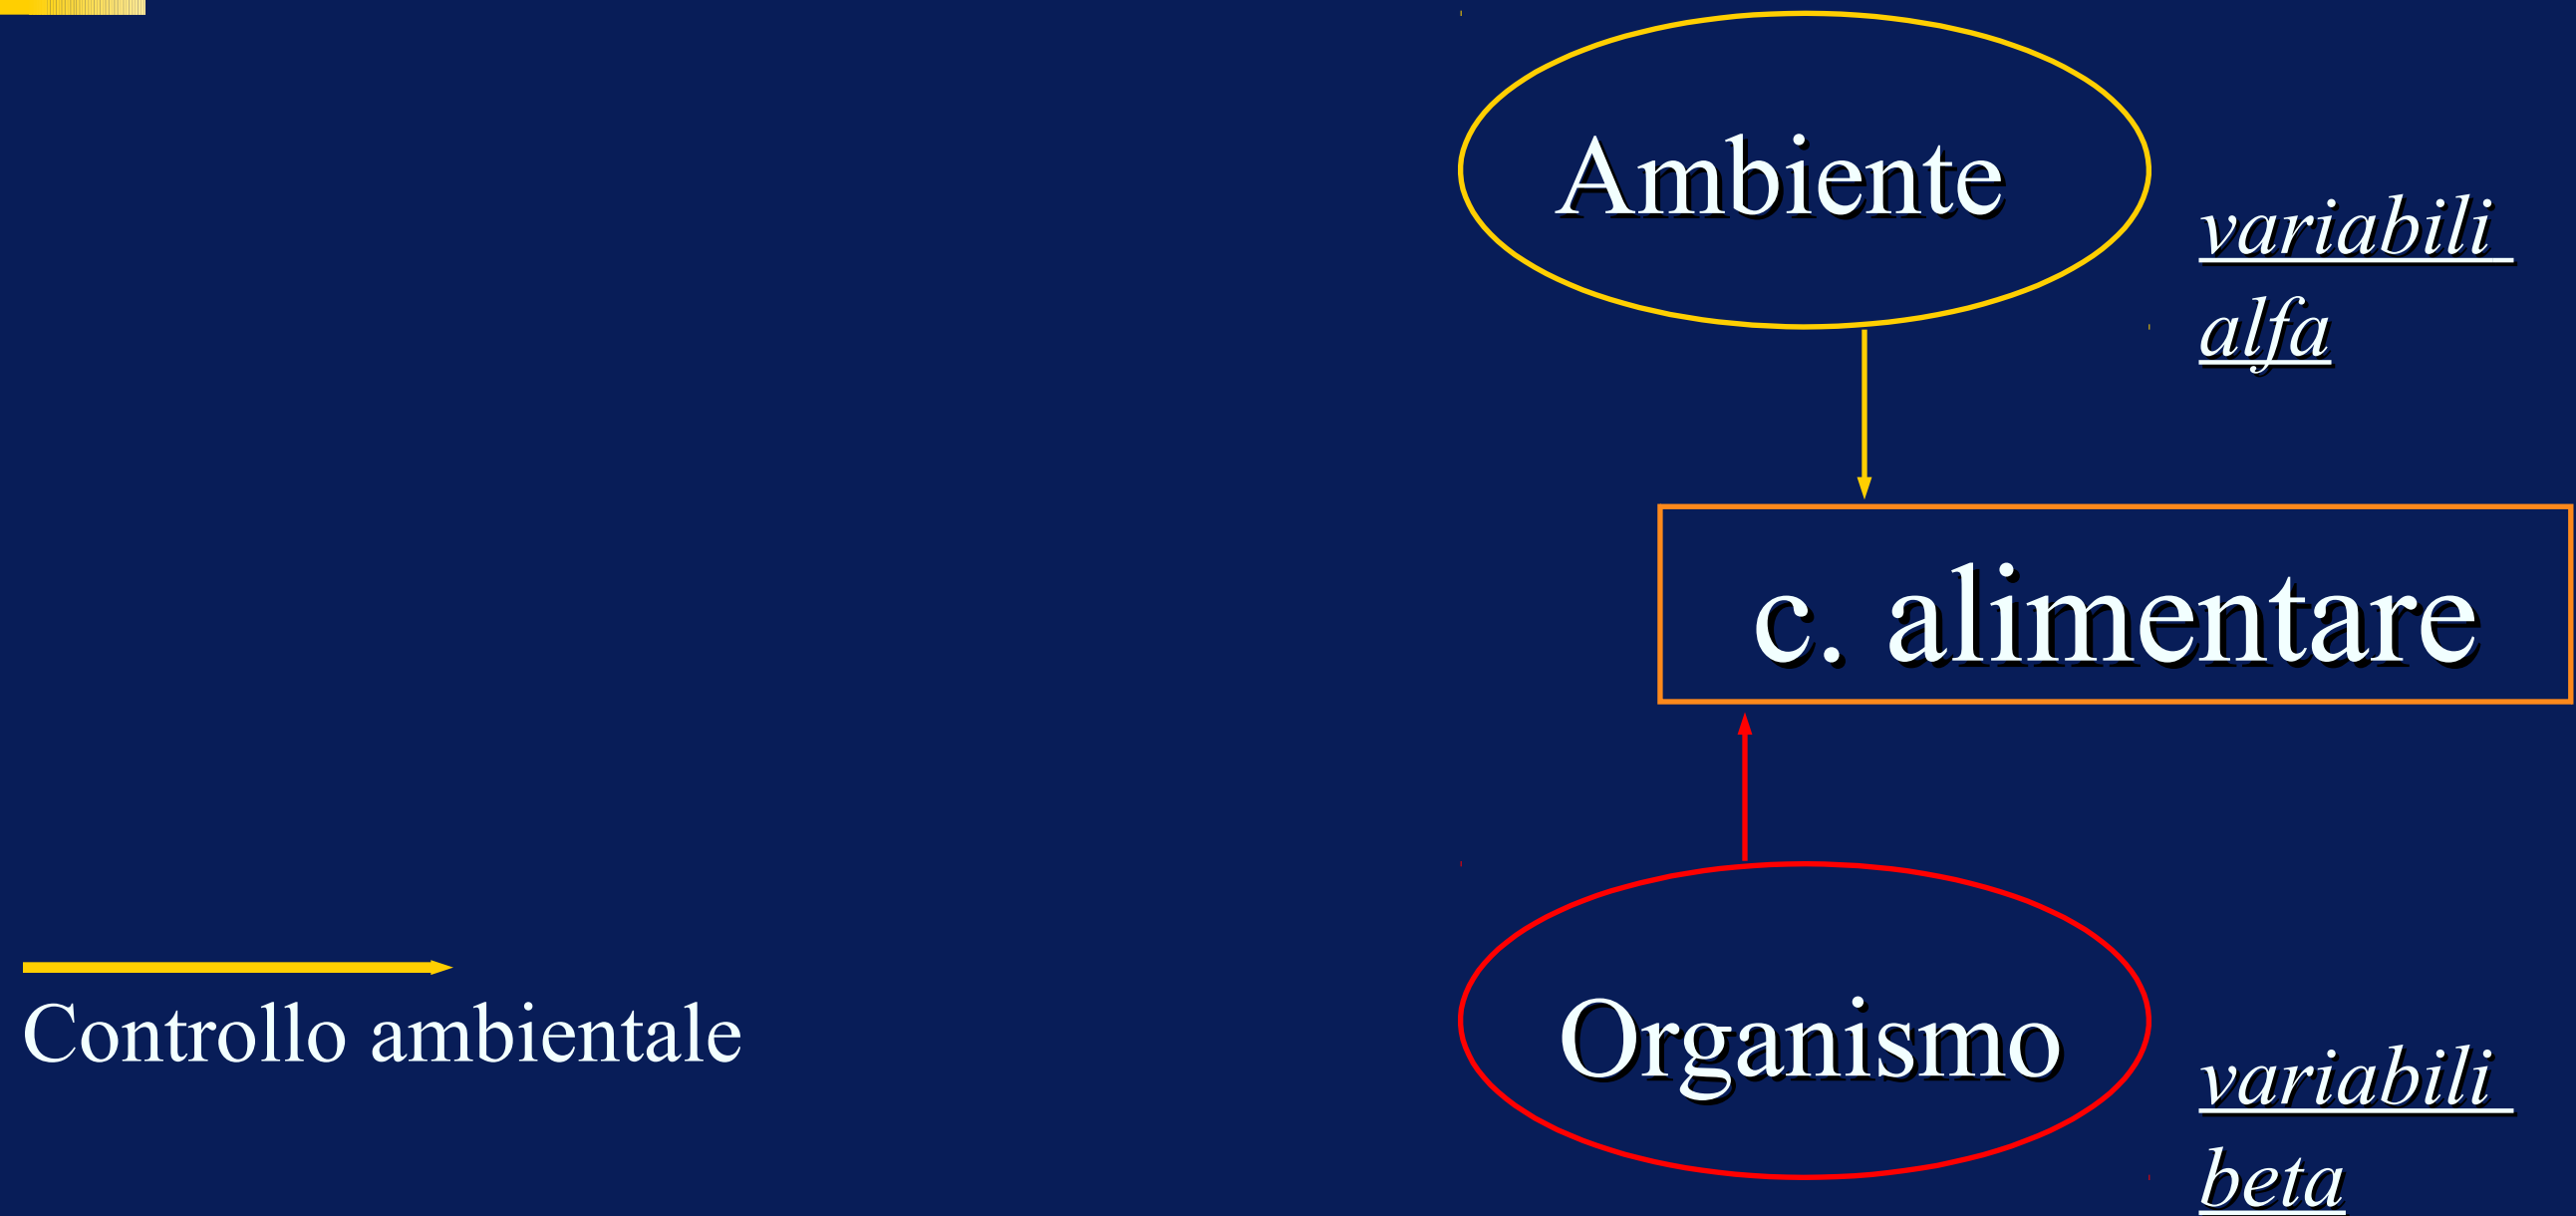 Ambiente
variabili
alfa
c. alimentare
Controllo ambientale
Organismo
variabili
beta